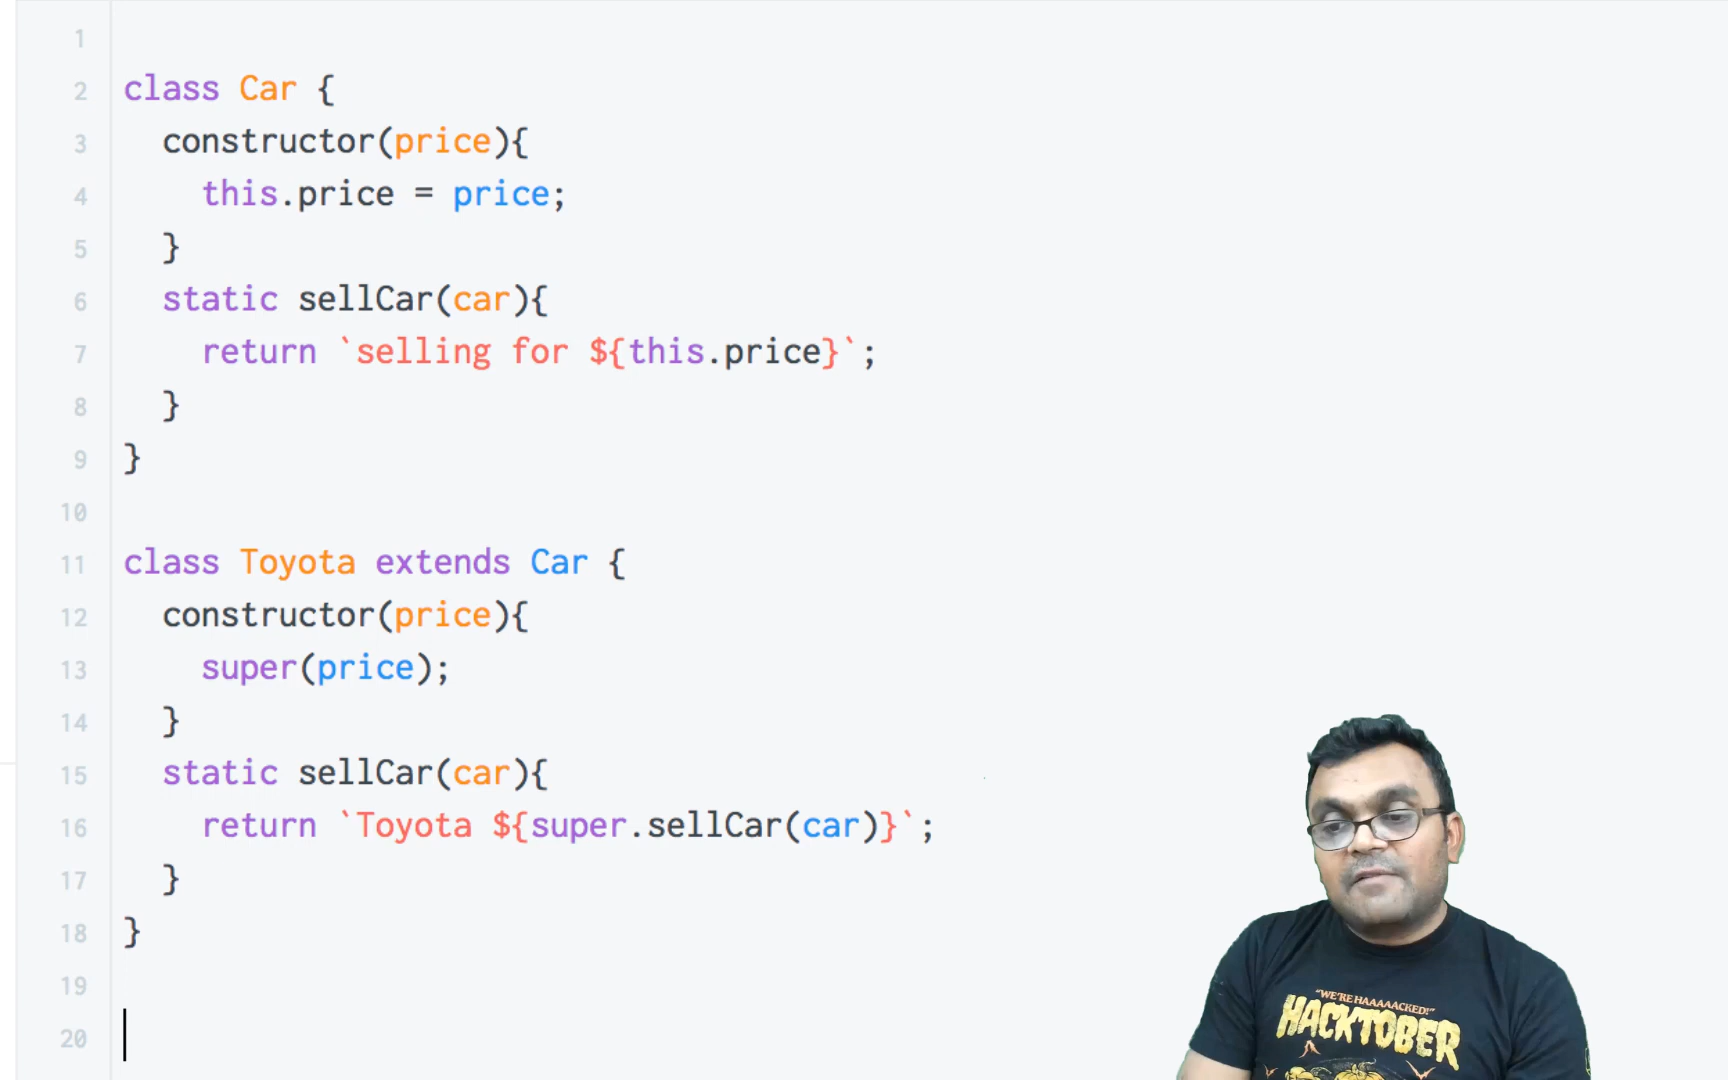 1
2 class Car {
3 constructor(price){
4 this.price = price;
5 }
6 static sellCar(car){
7 return `selling for ${this.price}`;
8 }
9 }
10
11 class Toyota extends Car {
12 constructor(price){
13 super(price);
14 }
15 static sellCar(car){
16 return `Toyota ${super.sellCar(car)}`;
17 }
18 }
19
20
"WE'RE HAAAAACKED!"
HACKTOBER